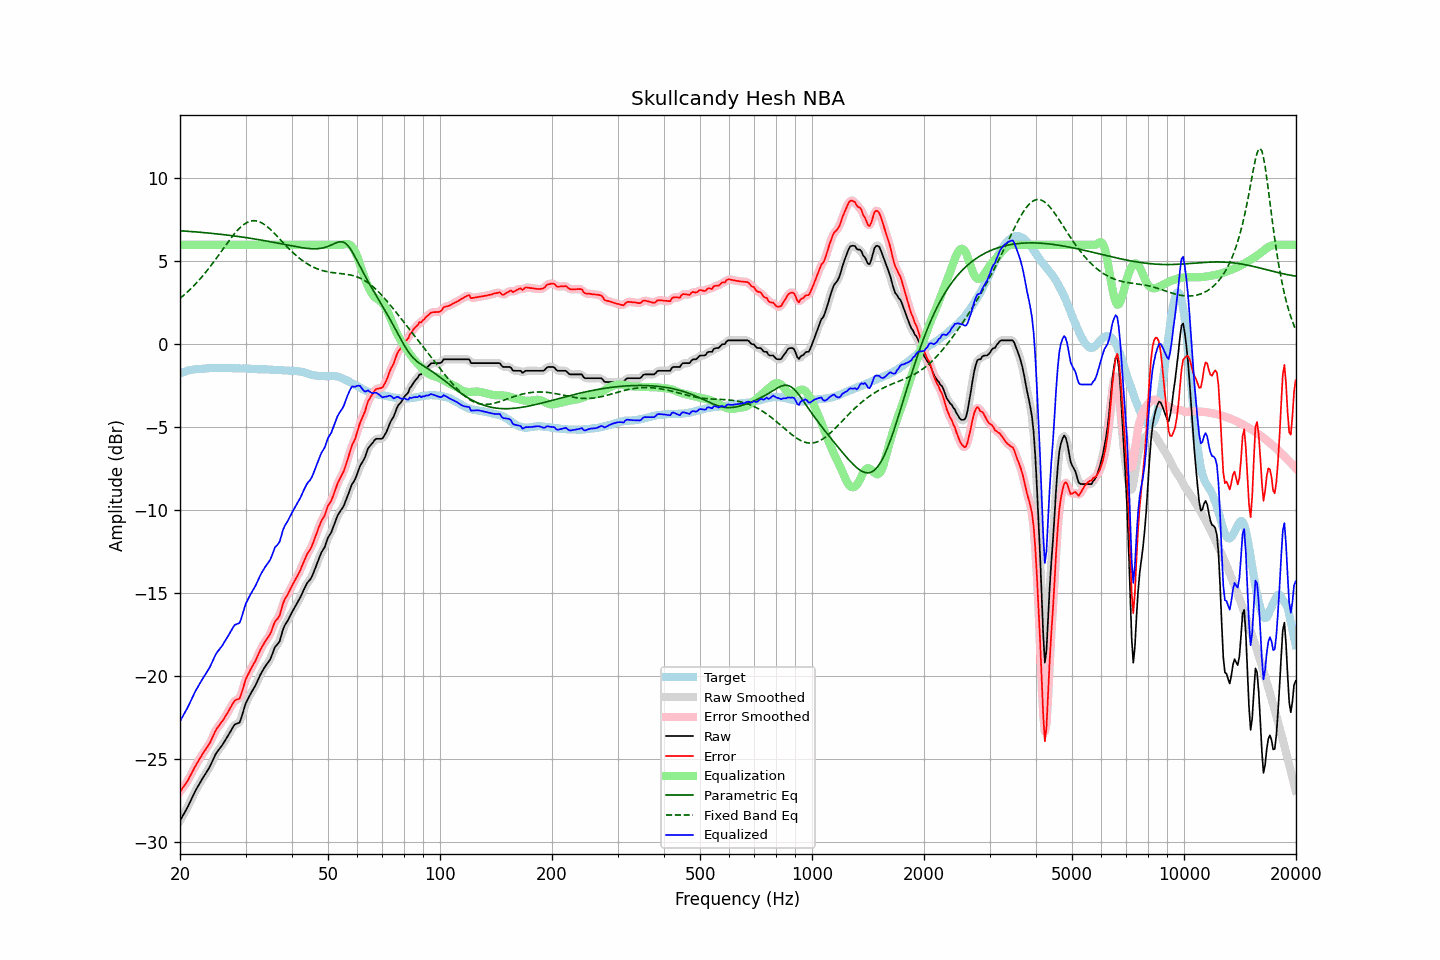 Skullcandy Hesh NBA
Amplitude (dBr)
10
5
0
−5
−10
−15
−20
−25
−30
Target
Raw Smoothed
Error Smoothed
Raw
Error
Equalization
Parametric Eq
Fixed Band Eq
Equalized
20 50 100 200 500 1000 2000 5000 10000 20000
Frequency (Hz)